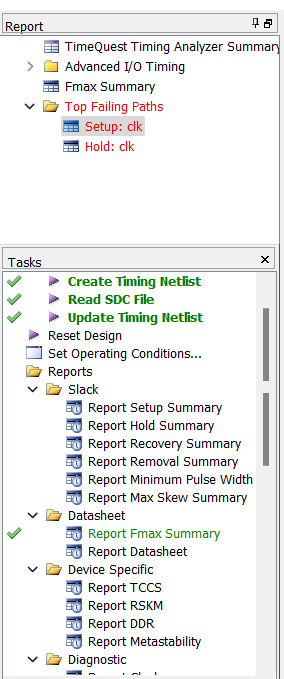 Report
TimeQuest Timing Analyzer Summary
Advanced I/O Timing
Fmax Summary
Top Failing Paths
Setup: clk
Hold: clk
Tasks
Create Timing Netlist
Read SDC File
Update Timing Netlist
Reset Design
Set Operating Conditions...
Reports
Slack
Report Setup Summary
Report Hold Summary
Report Recovery Summary
Report Removal Summary
Report Minimum Pulse Width
Report Max Skew Summary
Datasheet
Report Fmax Summary
Report Datasheet
Device Specific
Report TCCS
Report RSKM
Report DDR
Report Metastability
Diagnostic